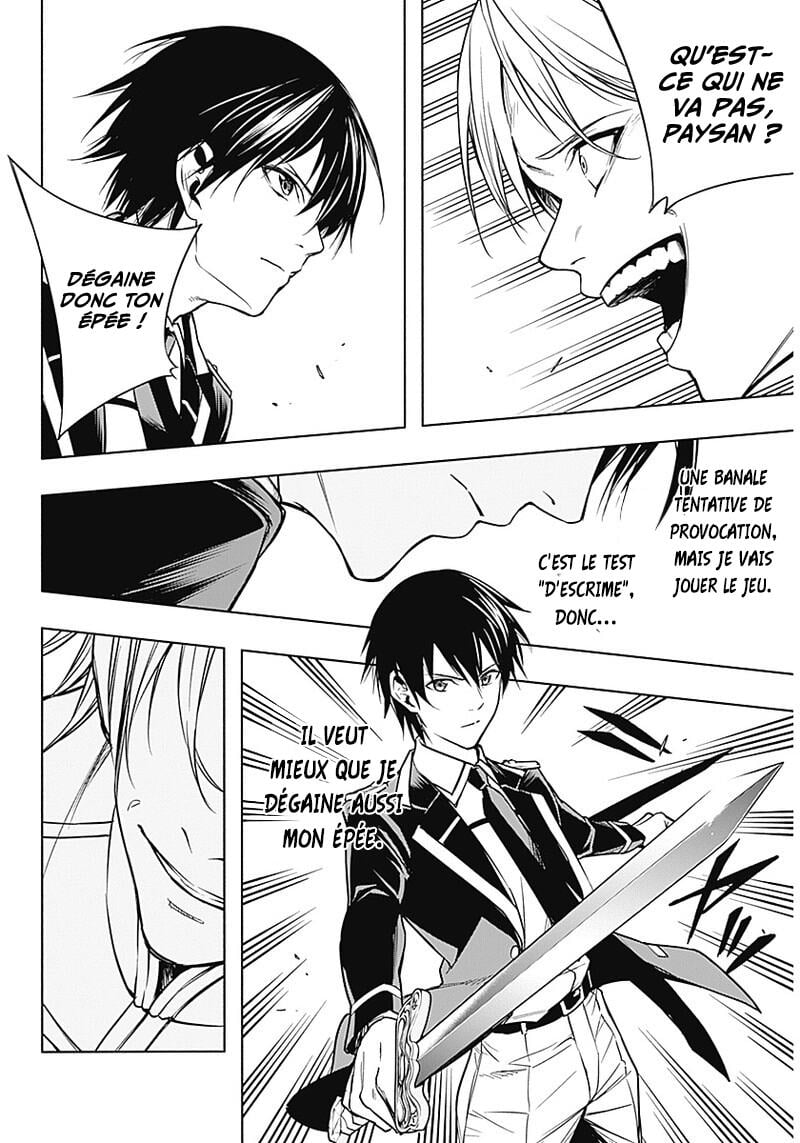 QU'EST-
CE QUI NE
VA PAS,
PAYSAN ?
DÉGAINE
DONC TON
ÉPÉE !
UNE BANALE
TENTATIVE DE
PROVOCATION,
MAIS JE VAIS
JOUER LE JEU.
C'EST LE TEST
"D'ESCRIME",
DONC...
IL VEUT
MIEUX QUE JE
DÉGAINE AUSSI
MON ÉPÉE.